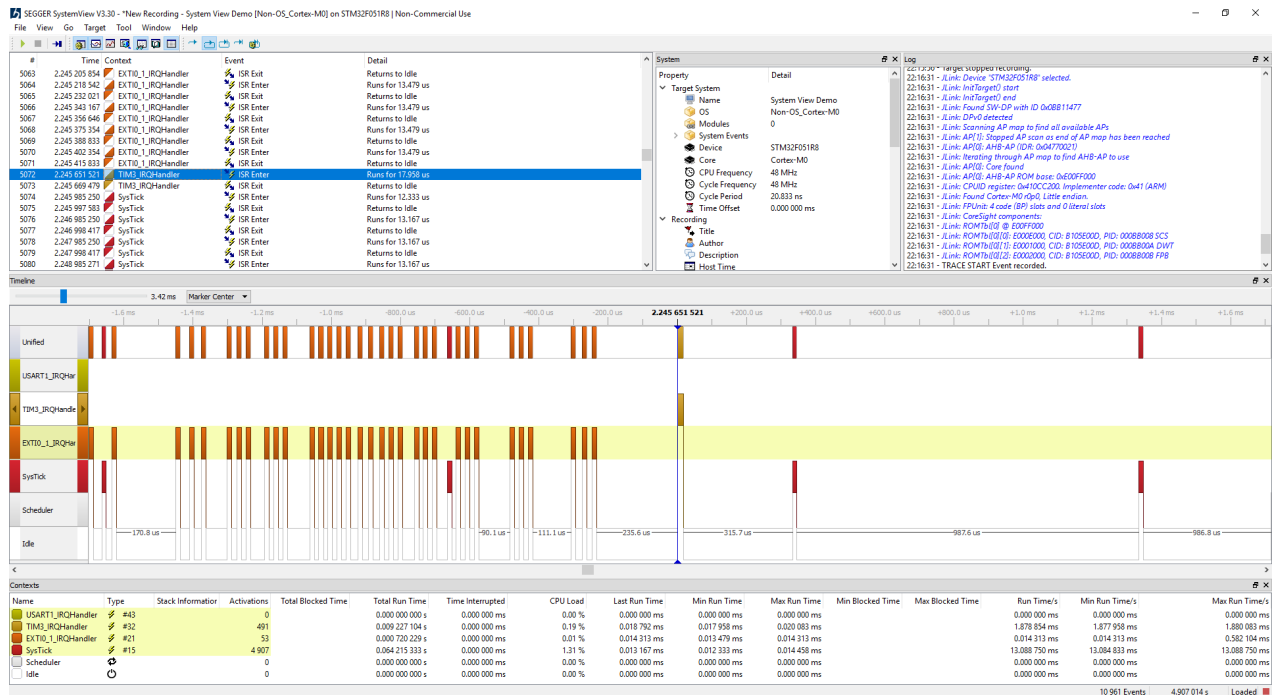 SEGGER SystemView V3.30 - *New Recording - System View Demo [Non-OS_Cortex-M0] on STM32F051R8 | Non-Commercial Use
File View Go Target Tool Window Help
# Time Context Event Detail
5063 2.245 205 854 EXTI0_1_IRQHandler ISR Exit Returns to Idle
5064 2.245 218 542 EXTI0_1_IRQHandler ISR Enter Runs for 13.479 us
5065 2.245 232 021 EXTI0_1_IRQHandler ISR Exit Returns to Idle
5066 2.245 343 167 EXTI0_1_IRQHandler ISR Enter Runs for 13.479 us
5067 2.245 356 646 EXTI0_1_IRQHandler ISR Exit Returns to Idle
5068 2.245 375 354 EXTI0_1_IRQHandler ISR Enter Runs for 13.479 us
5069 2.245 388 833 EXTI0_1_IRQHandler ISR Exit Returns to Idle
5070 2.245 402 354 EXTI0_1_IRQHandler ISR Enter Runs for 13.479 us
5071 2.245 415 833 EXTI0_1_IRQHandler ISR Exit Returns to Idle
5072 2.245 651 521 TIM3_IRQHandler ISR Enter Runs for 17.958 us
5073 2.245 669 479 TIM3_IRQHandler ISR Exit Returns to Idle
5074 2.245 985 250 SysTick ISR Enter Runs for 12.333 us
5075 2.245 997 583 SysTick ISR Exit Returns to Idle
5076 2.246 985 250 SysTick ISR Enter Runs for 13.167 us
5077 2.246 998 417 SysTick ISR Exit Returns to Idle
5078 2.247 985 250 SysTick ISR Enter Runs for 13.167 us
5079 2.247 998 417 SysTick ISR Exit Returns to Idle
5080 2.248 985 271 SysTick ISR Enter Runs for 13.167 us
System
Property Detail
Target System
Name System View Demo
OS Non-OS_Cortex-M0
Modules 0
System Events
Device STM32F051R8
Core Cortex-M0
CPU Frequency 48 MHz
Cycle Frequency 48 MHz
Cycle Period 20.833 ns
Time Offset 0.000 000 ms
Recording
Title
Author
Description
Host Time
Log
22:15:50 - Target stopped recording.
22:16:31 - JLink: Device 'STM32F051R8' selected.
22:16:31 - JLink: InitTarget() start
22:16:31 - JLink: InitTarget() end
22:16:31 - JLink: Found SW-DP with ID 0x0BB11477
22:16:31 - JLink: DPv0 detected
22:16:31 - JLink: Scanning AP map to find all available APs
22:16:31 - JLink: AP[1]: Stopped AP scan as end of AP map has been reached
22:16:31 - JLink: AP[0]: AHB-AP (IDR: 0x04770021)
22:16:31 - JLink: Iterating through AP map to find AHB-AP to use
22:16:31 - JLink: AP[0]: Core found
22:16:31 - JLink: AP[0]: AHB-AP ROM base: 0xE00FF000
22:16:31 - JLink: CPUID register: 0x410CC200. Implementer code: 0x41 (ARM)
22:16:31 - JLink: Found Cortex-M0 r0p0, Little endian.
22:16:31 - JLink: FPUnit: 4 code (BP) slots and 0 literal slots
22:16:31 - JLink: CoreSight components:
22:16:31 - JLink: ROMTbl[0] @ E00FF000
22:16:31 - JLink: ROMTbl[0][0]: E000E000, CID: B105E00D, PID: 000BB008 SCS
22:16:31 - JLink: ROMTbl[0][1]: E0001000, CID: B105E00D, PID: 000BB00A DWT
22:16:31 - JLink: ROMTbl[0][2]: E0002000, CID: B105E00D, PID: 000BB00B FPB
22:16:31 - TRACE START Event recorded.
Timeline
3.42 ms Marker Center
-1.6 ms -1.4 ms -1.2 ms -1.0 ms -800.0 us -600.0 us -400.0 us -200.0 us 2.245 651 521 +200.0 us +400.0 us +600.0 us +800.0 us +1.0 ms +1.2 ms +1.4 ms +1.6 ms
Unified
USART1_IRQHar
TIM3_IRQHandle
EXTI0_1_IRQHar
SysTick
Scheduler
Idle
170.8 us 90.1 us 111.1 us 235.6 us 315.7 us 987.6 us 986.8 us
Contexts
Name Type Stack Informatior Activations Total Blocked Time Total Run Time Time Interrupted CPU Load Last Run Time Min Run Time Max Run Time Min Blocked Time Max Blocked Time Run Time/s Min Run Time/s Max Run Time/s
USART1_IRQHandler #43 0 0.000 000 000 s 0.000 000 ms 0.00 % 0.000 000 ms 0.000 000 ms 0.000 000 ms 0.000 000 ms 0.000 000 ms 0.000 000 ms
TIM3_IRQHandler #32 491 0.009 227 104 s 0.000 000 ms 0.19 % 0.018 792 ms 0.017 958 ms 0.020 083 ms 1.878 854 ms 1.877 958 ms 1.880 083 ms
EXTI0_1_IRQHandler #21 53 0.000 720 229 s 0.000 000 ms 0.01 % 0.014 313 ms 0.013 479 ms 0.014 313 ms 0.014 313 ms 0.000 000 ms 0.582 104 ms
SysTick #15 4 907 0.064 215 333 s 0.000 000 ms 1.31 % 0.013 167 ms 0.012 333 ms 0.014 458 ms 13.088 750 ms 13.084 833 ms 13.088 750 ms
Scheduler 0 0.000 000 000 s 0.000 000 ms 0.00 % 0.000 000 ms 0.000 000 ms 0.000 000 ms 0.000 000 ms 0.000 000 ms 0.000 000 ms
Idle 0 0.000 000 000 s 0.000 000 ms 0.00 % 0.000 000 ms 0.000 000 ms 0.000 000 ms 0.000 000 ms 0.000 000 ms 0.000 000 ms
10 961 Events 4.907 014 s Loaded